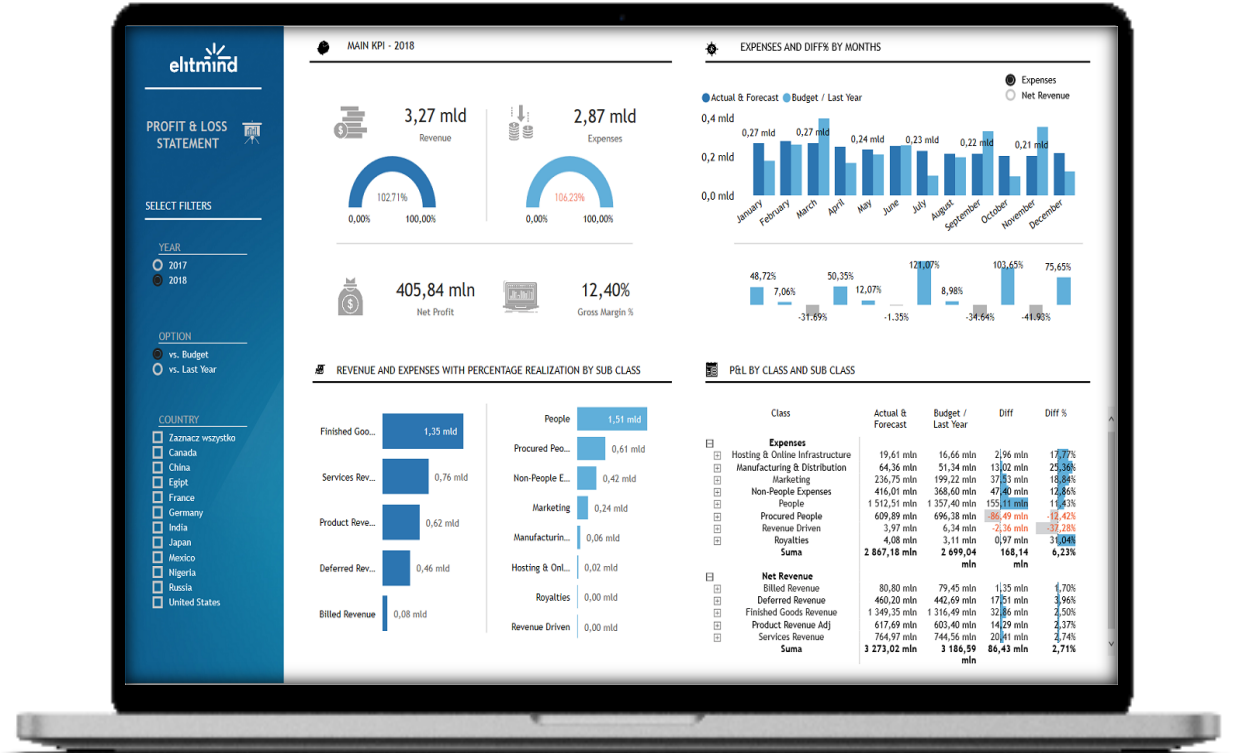 elitmind
PROFIT & LOSS
STATEMENT
SELECT FILTERS
YEAR
2017
2018
OPTION
vs. Budget
vs. Last Year
COUNTRY
Zaznacz wszystko
Canada
China
Egipt
France
Germany
India
Japan
Mexico
Nigeria
Russia
United States
MAIN KPI - 2018
3,27 mld
Revenue
102.71%
0,00% 100,00%
2,87 mld
Expenses
106.23%
0,00% 100,00%
405,84 mln
Net Profit
12,40%
Gross Margin %
EXPENSES AND DIFF% BY MONTHS
Expenses
Net Revenue
Actual & Forecast Budget / Last Year
0,4 mld
0,2 mld
0,0 mld
0,27 mld 0,27 mld 0,24 mld 0,23 mld 0,22 mld 0,21 mld
January February March April May June July August September October November December
48,72% 7,06% -31.69% 50,35% 12,07% -1.35% 121,07% 8,98% -34.64% 103,65% -41.93% 75,65%
REVENUE AND EXPENSES WITH PERCENTAGE REALIZATION BY SUB CLASS
Finished Goo... 1,35 mld
Services Rev... 0,76 mld
Product Reve... 0,62 mld
Deferred Rev... 0,46 mld
Billed Revenue 0,08 mld
People 1,51 mld
Procured Peo... 0,61 mld
Non-People E... 0,42 mld
Marketing 0,24 mld
Manufacturin... 0,06 mld
Hosting & Onl... 0,02 mld
Royalties 0,00 mld
Revenue Driven 0,00 mld
P&L BY CLASS AND SUB CLASS
Class Actual & Budget / Diff Diff %
Forecast Last Year
Expenses
Hosting & Online Infrastructure 19,61 mln 16,66 mln 2,96 mln 17,77%
Manufacturing & Distribution 64,36 mln 51,34 mln 13,02 mln 25,36%
Marketing 236,75 mln 199,22 mln 37,53 mln 18,84%
Non-People Expenses 416,01 mln 368,60 mln 47,40 mln 12,86%
People 1 512,51 mln 1 357,40 mln 155,11 mln 11,43%
Procured People 609,89 mln 696,38 mln -86,49 mln -12,42%
Revenue Driven 3,97 mln 6,34 mln -2,36 mln -37,28%
Royalties 4,08 mln 3,11 mln 0,97 mln 31,04%
Suma 2 867,18 mln 2 699,04 168,14 6,23%
mln mln
Net Revenue
Billed Revenue 80,80 mln 79,45 mln 1,35 mln 1,70%
Deferred Revenue 460,20 mln 442,69 mln 17,51 mln 3,96%
Finished Goods Revenue 1 349,35 mln 1 316,49 mln 32,86 mln 2,50%
Product Revenue Adj 617,69 mln 603,40 mln 14,29 mln 2,37%
Services Revenue 764,97 mln 744,56 mln 20,41 mln 2,74%
Suma 3 273,02 mln 3 186,59 86,43 mln 2,71%
mln